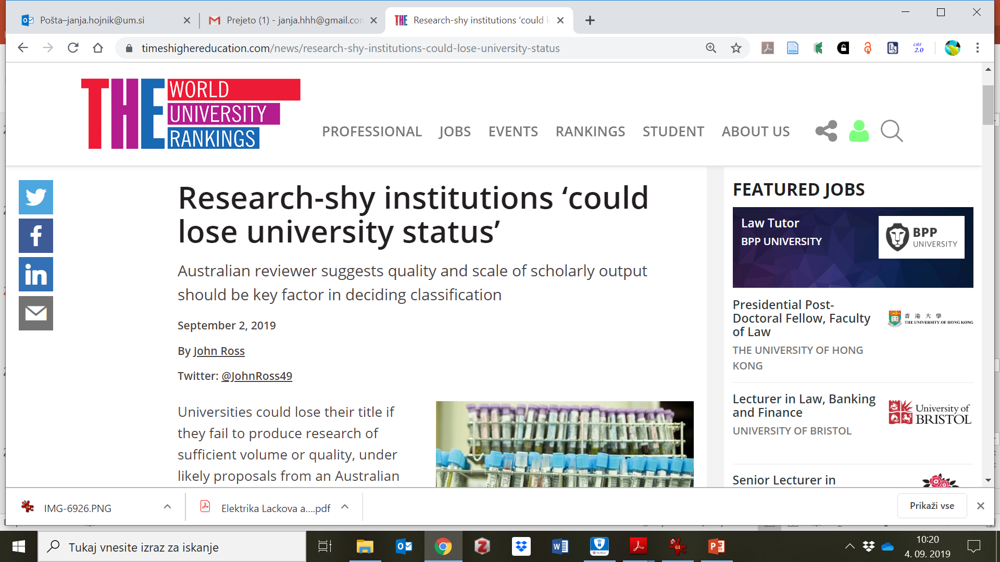 Pošta–janja.hojnik@um.si
Prejeto (1) - janja.hhh@gmail.con
THE Research-shy institutions ‘could l
timeshighereducation.com/news/research-shy-institutions-could-lose-university-status
LibX 2.0
THE WORLD
UNIVERSITY
RANKINGS
PROFESSIONAL JOBS EVENTS RANKINGS STUDENT ABOUT US
Research-shy institutions ‘could
lose university status’
Australian reviewer suggests quality and scale of scholarly output
should be key factor in deciding classification
September 2, 2019
By John Ross
Twitter: @JohnRoss49
Universities could lose their title if
they fail to produce research of
sufficient volume or quality, under
likely proposals from an Australian
FEATURED JOBS
Law Tutor
BPP UNIVERSITY
BPP
UNIVERSITY
Presidential Post-
Doctoral Fellow, Faculty
of Law
THE UNIVERSITY OF HONG
KONG
香港大學
THE UNIVERSITY OF HONG KONG
Lecturer in Law, Banking
and Finance
UNIVERSITY OF BRISTOL
University of
BRISTOL
Senior Lecturer in
IMG-6926.PNG
Elektrika Lackova a....pdf
Prikaži vse
Tukaj vnesite izraz za iskanje
10:20
4. 09. 2019